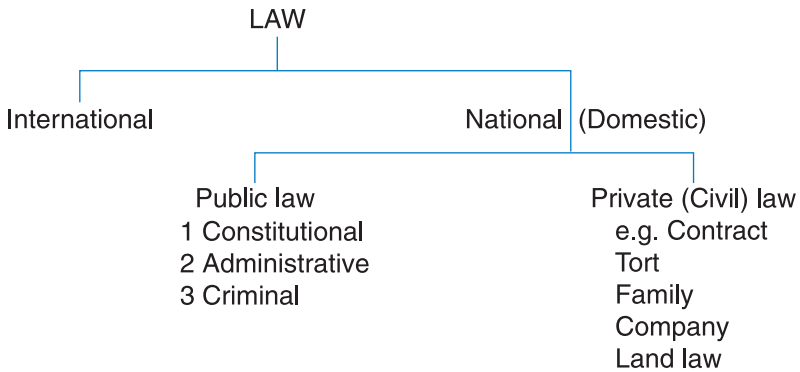 LAW
International
National (Domestic)
Public law
1 Constitutional
2 Administrative
3 Criminal
Private (Civil) law
e.g. Contract
Tort
Family
Company
Land law